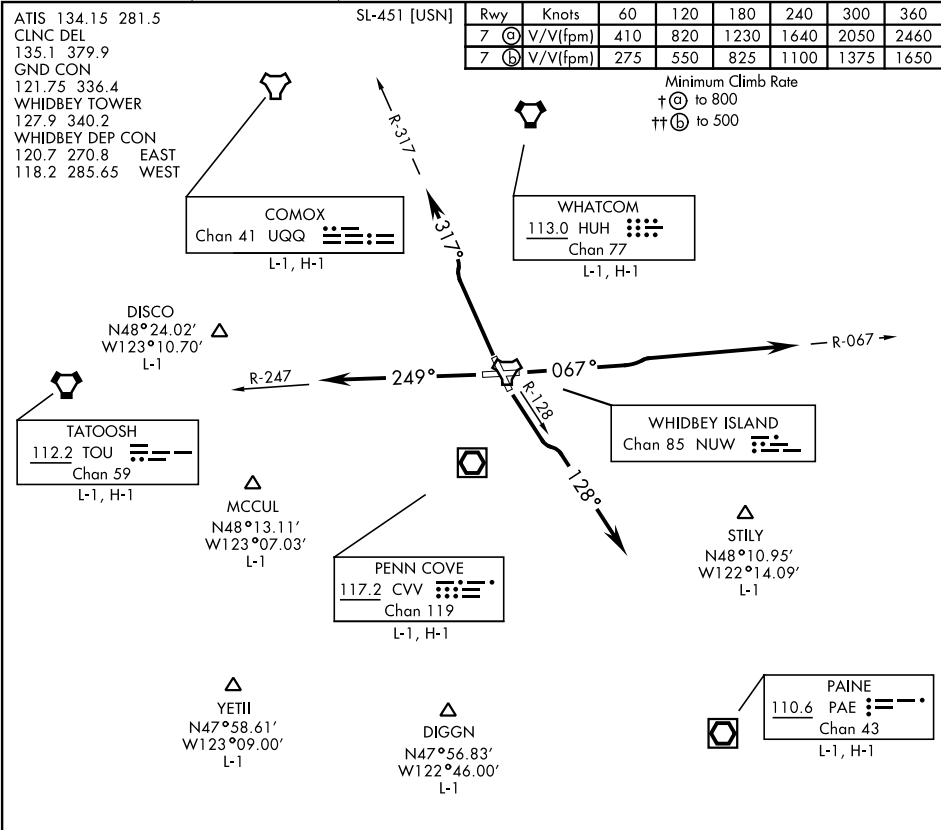 ATIS 134.15 281.5
CLNC DEL
135.1 379.9
GND CON
121.75 336.4
WHIDBEY TOWER
127.9 340.2
WHIDBEY DEP CON
120.7 270.8 EAST
118.2 285.65 WEST
SL-451 [USN]
Rwy Knots 60 120 180 240 300 360
7 ⓐ V/V(fpm) 410 820 1230 1640 2050 2460
7 ⓑ V/V(fpm) 275 550 825 1100 1375 1650
Minimum Climb Rate
†ⓐ to 800
††ⓑ to 500
R-317
317°
COMOX
Chan 41 UQQ
L-1, H-1
WHATCOM
113.0 HUH
Chan 77
L-1, H-1
DISCO
N48°24.02'
W123°10.70'
L-1
R-247
249°
067°
R-067
R-128
128°
TATOOSH
112.2 TOU
Chan 59
L-1, H-1
WHIDBEY ISLAND
Chan 85 NUW
MCCUL
N48°13.11'
W123°07.03'
L-1
STILY
N48°10.95'
W122°14.09'
L-1
PENN COVE
117.2 CVV
Chan 119
L-1, H-1
YETII
N47°58.61'
W123°09.00'
L-1
DIGGN
N47°56.83'
W122°46.00'
L-1
PAINE
110.6 PAE
Chan 43
L-1, H-1